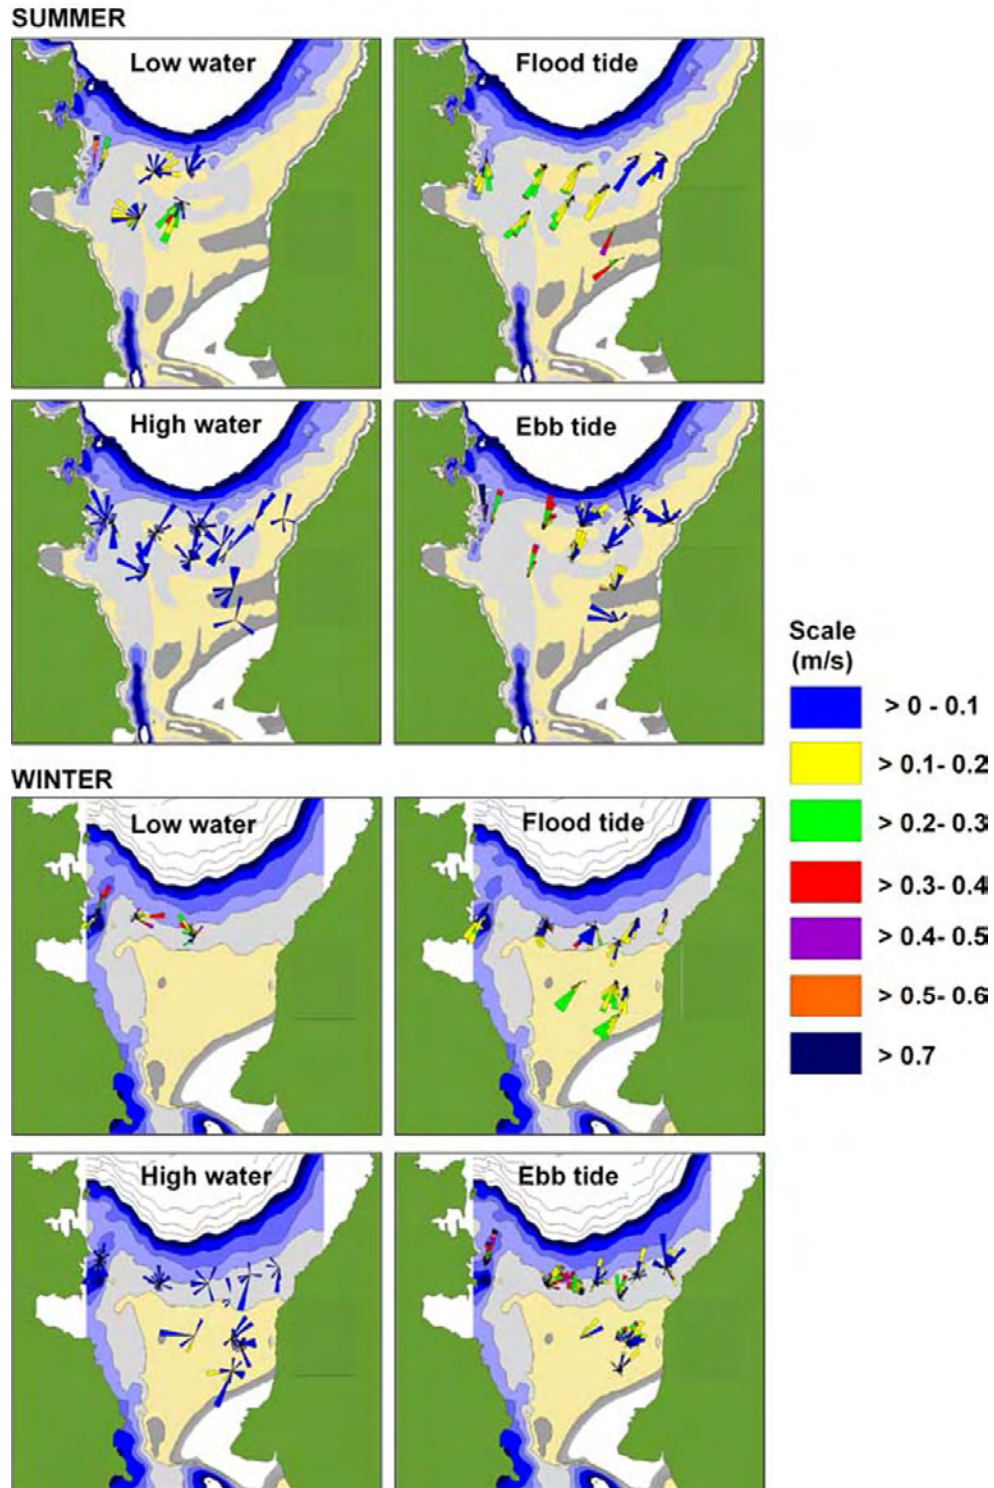 SUMMER
Low water
Flood tide
High water
Ebb tide
Scale
(m/s)
> 0 - 0.1
> 0.1- 0.2
> 0.2- 0.3
> 0.3- 0.4
> 0.4- 0.5
> 0.5- 0.6
> 0.7
WINTER
Low water
Flood tide
High water
Ebb tide